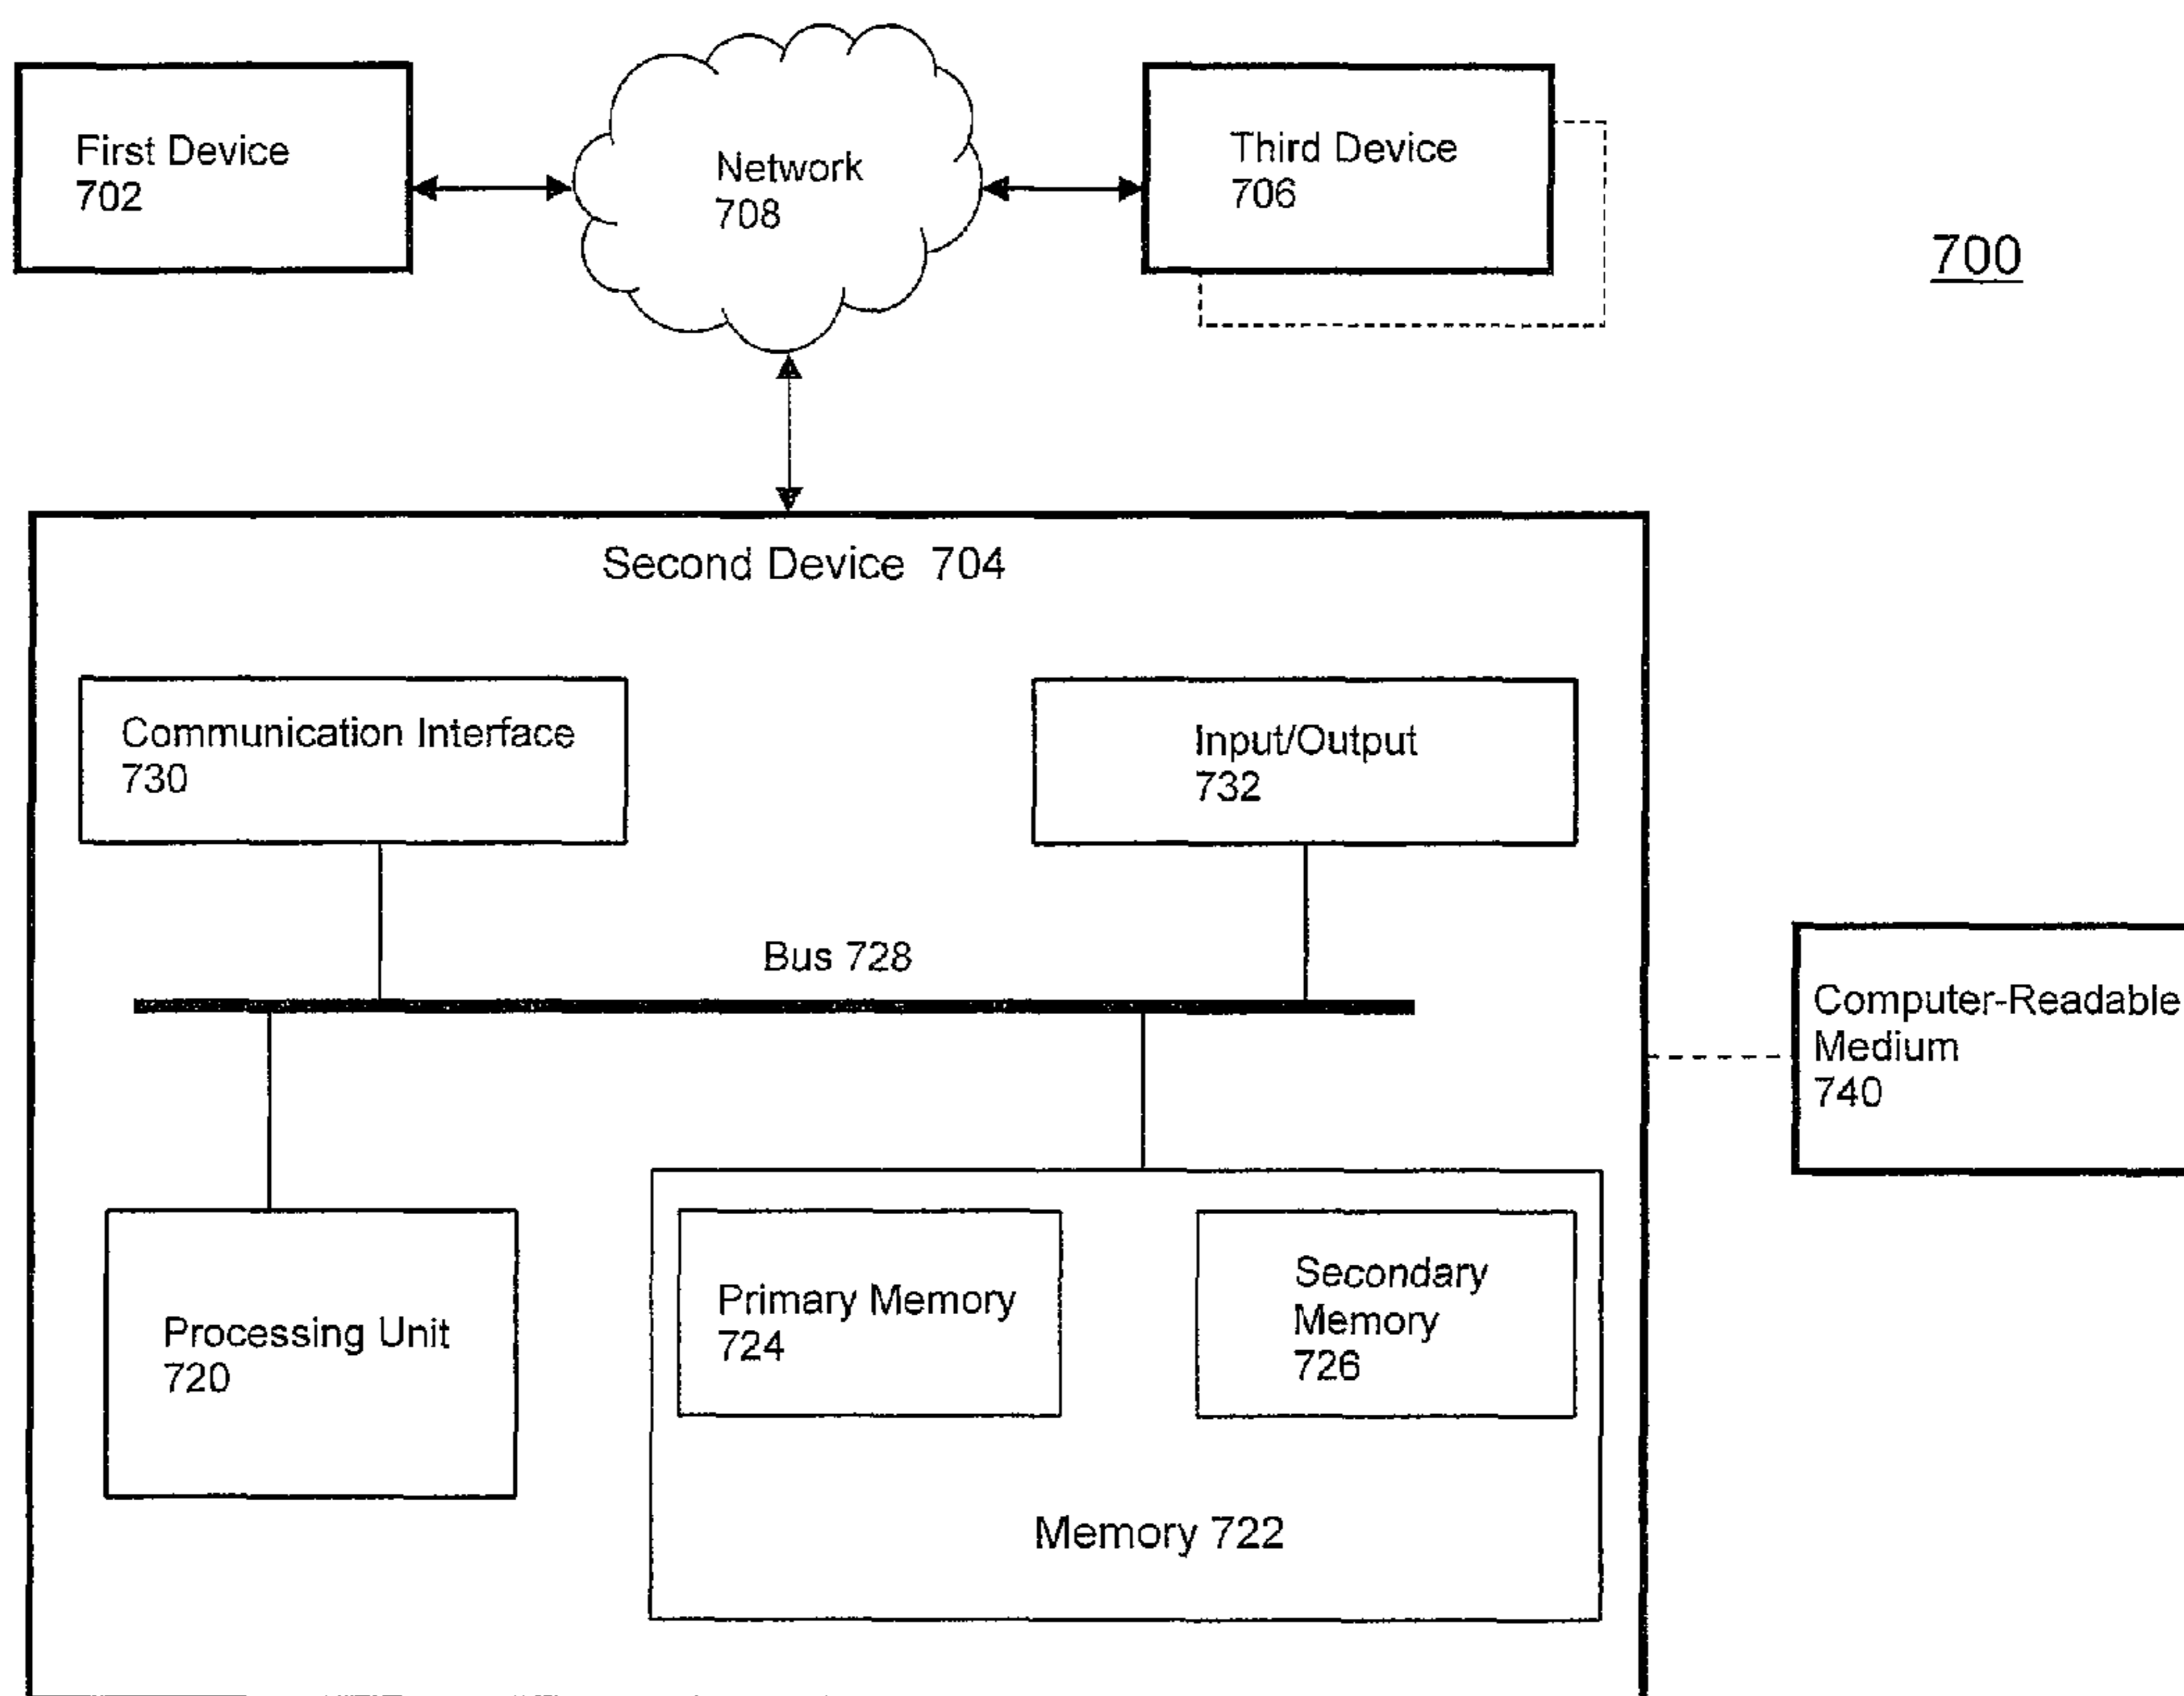 First Device
702
Network
708
Third Device
706
700
Second Device 704
Communication Interface
730
Input/Output
732
Bus 728
Computer-Readable
Medium
740
Processing Unit
720
Primary Memory
724
Secondary
Memory
726
Memory 722